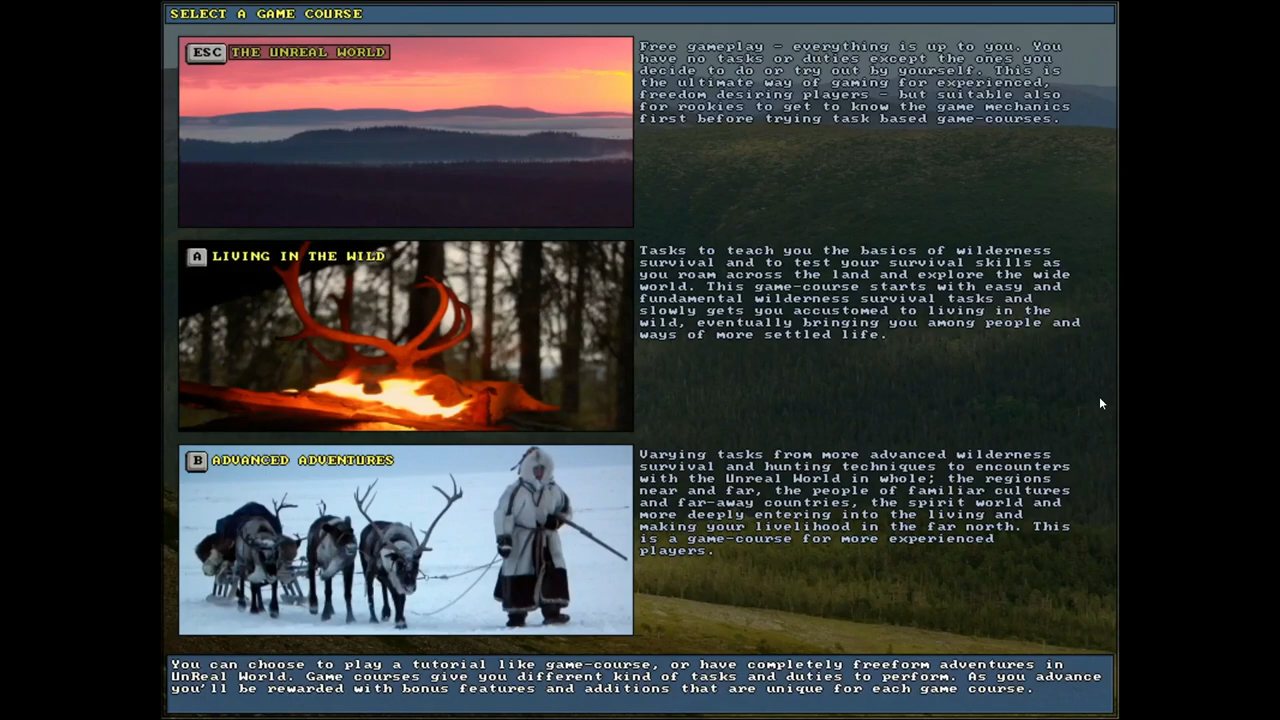 SELECT A GAME COURSE
ESC THE UNREAL WORLD
Free gameplay - everything is up to you. You
have no tasks or duties except the ones you
decide to do or try out by yourself. This is
the ultimate way of gaming for experienced,
freedom desiring players - but suitable also
for rookies to get to know the game mechanics
first before trying task based game-courses.
A LIVING IN THE WILD
Tasks to teach you the basics of wilderness
survival and to test your survival skills as
you roam across the land and explore the wide
world. This game-course starts with easy and
fundamental wilderness survival tasks and
slowly gets you accustomed to living in the
wild, eventually bringing you among people and
ways of more settled life.
B ADVANCED ADVENTURES
Varying tasks from more advanced wilderness
survival and hunting techniques to encounters
with the Unreal World in whole; the regions
near and far, the people of familiar cultures
and far-away countries, the spirit world and
more deeply entering into the living and
making your livelihood in the far north. This
is a game-course for more experienced
players.
You can choose to play a tutorial like game-course, or have completely freeform adventures in
UnReal World. Game courses give you different kind of tasks and duties to perform. As you advance
you'll be rewarded with bonus features and additions that are unique for each game course.